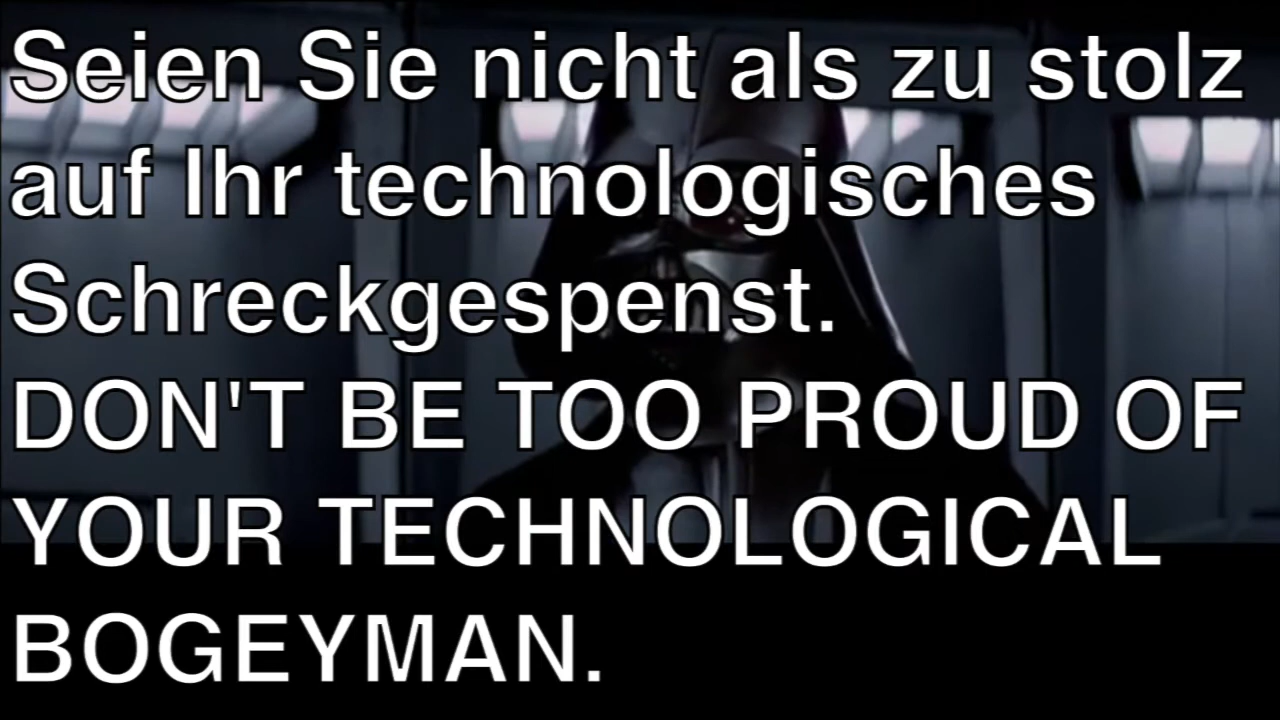 Seien Sie nicht als zu stolz
auf Ihr technologisches
Schreckgespenst.
DON'T BE TOO PROUD OF
YOUR TECHNOLOGICAL
BOGEYMAN.